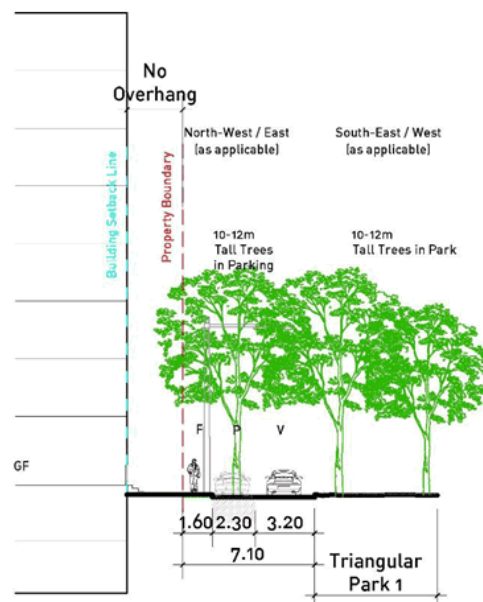 No
Overhang
North-West / East
(as applicable)
South-East / West
(as applicable)
Building Setback Line
Property Boundary
10-12m
Tall Trees
in Parking
10-12m
Tall Trees in Park
F P V
GF
1.60 2.30 3.20
7.10
Triangular
Park 1